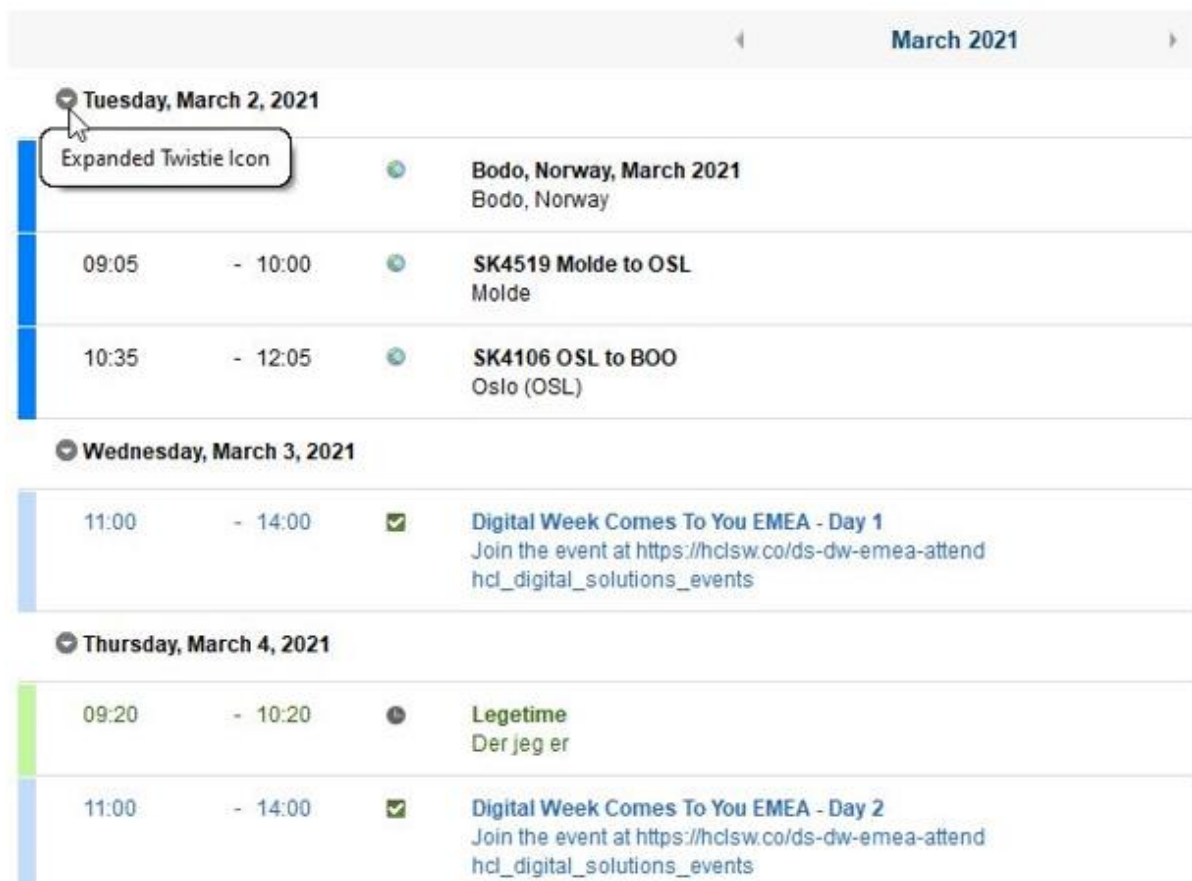 March 2021
Tuesday, March 2, 2021
Expanded Twistie Icon
Bodo, Norway, March 2021
Bodo, Norway
09:05 - 10:00 SK4519 Molde to OSL
Molde
10:35 - 12:05 SK4106 OSL to BOO
Oslo (OSL)
Wednesday, March 3, 2021
11:00 - 14:00 Digital Week Comes To You EMEA - Day 1
Join the event at https://hclsw.co/ds-dw-emea-attend
hcl_digital_solutions_events
Thursday, March 4, 2021
09:20 - 10:20 Legetime
Der jeg er
11:00 - 14:00 Digital Week Comes To You EMEA - Day 2
Join the event at https://hclsw.co/ds-dw-emea-attend
hcl_digital_solutions_events